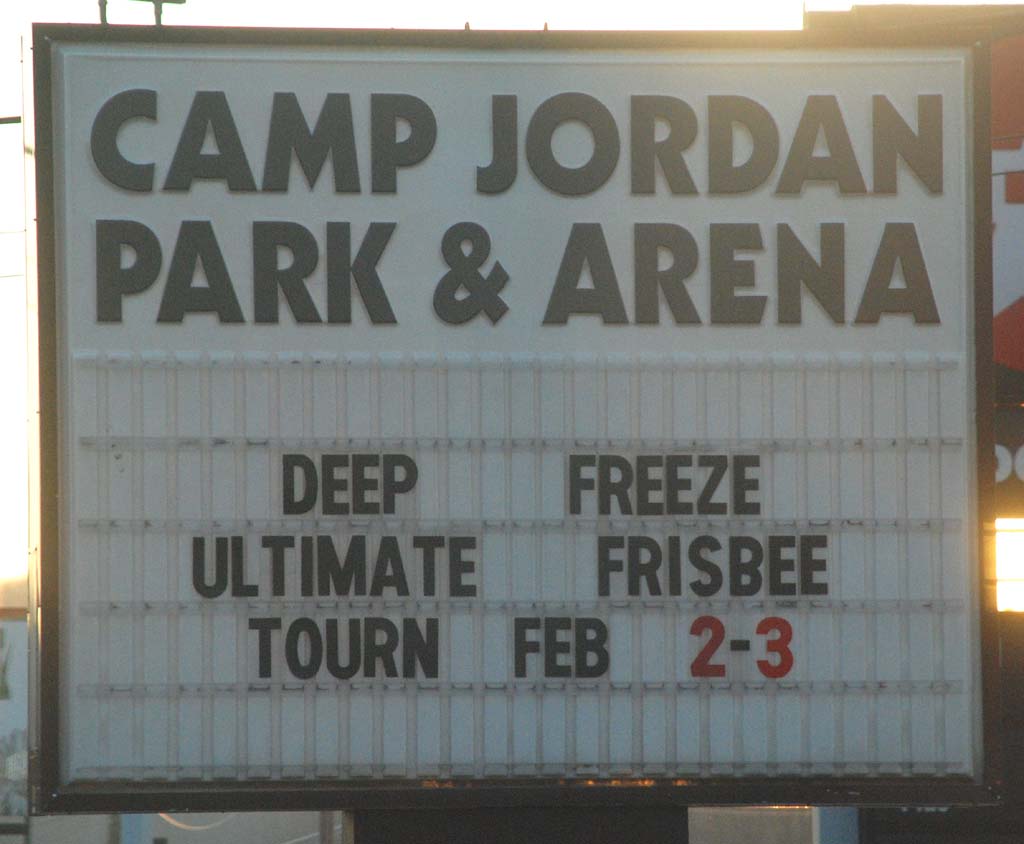 CAMP JORDAN
PARK & ARENA
DEEP FREEZE
ULTIMATE FRISBEE
TOURN FEB 2-3